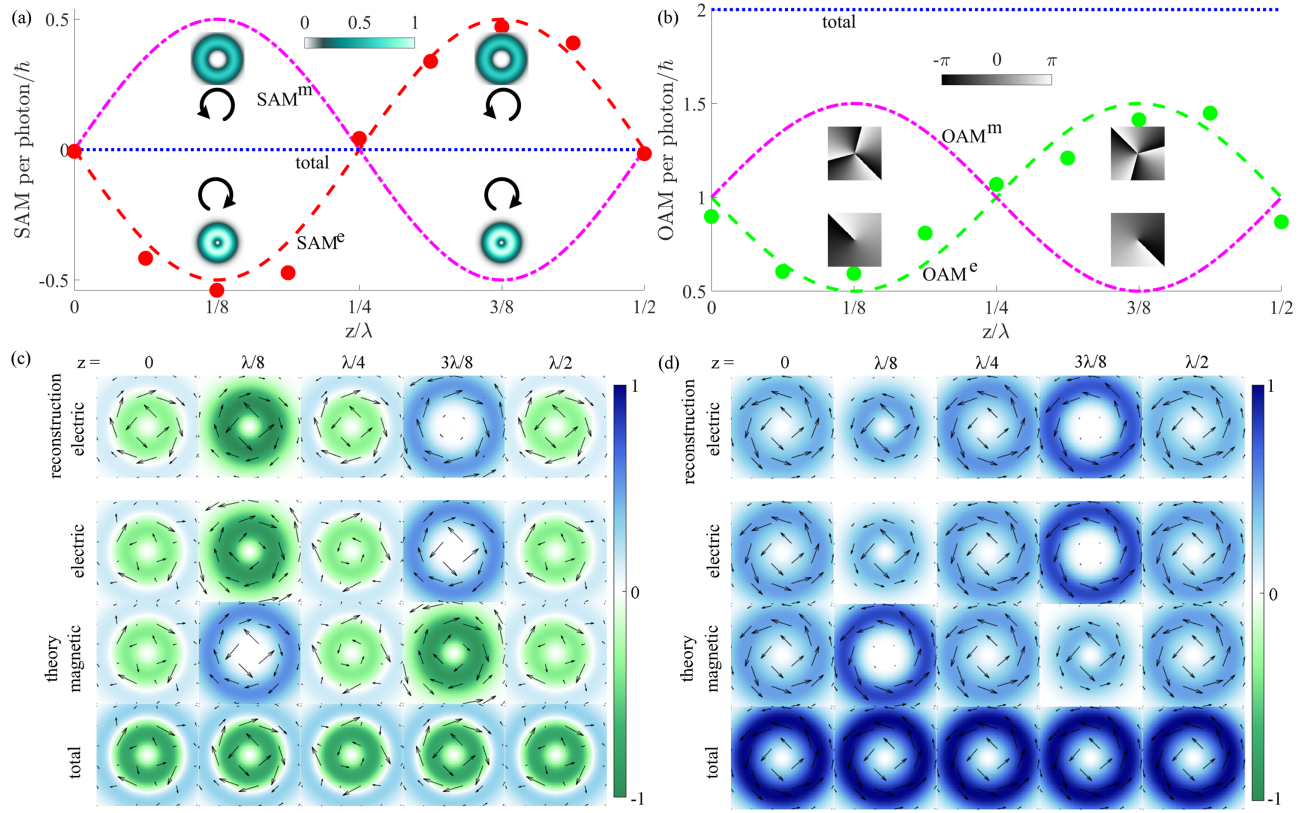 (a)
0.5
0
-0.5
SAM per photon/ℏ
0 0.5 1
SAM^m
total
SAM^e
0 1/8 1/4 3/8 1/2
z/λ
(b)
2
1.5
1
0.5
OAM per photon/ℏ
total
-π 0 π
OAM^m
OAM^e
0 1/8 1/4 3/8 1/2
z/λ
(c) z = 0 λ/8 λ/4 3λ/8 λ/2
reconstruction
electric
electric
theory
magnetic
total
1
0
-1
(d) z = 0 λ/8 λ/4 3λ/8 λ/2
reconstruction
electric
electric
theory
magnetic
total
1
0
-1